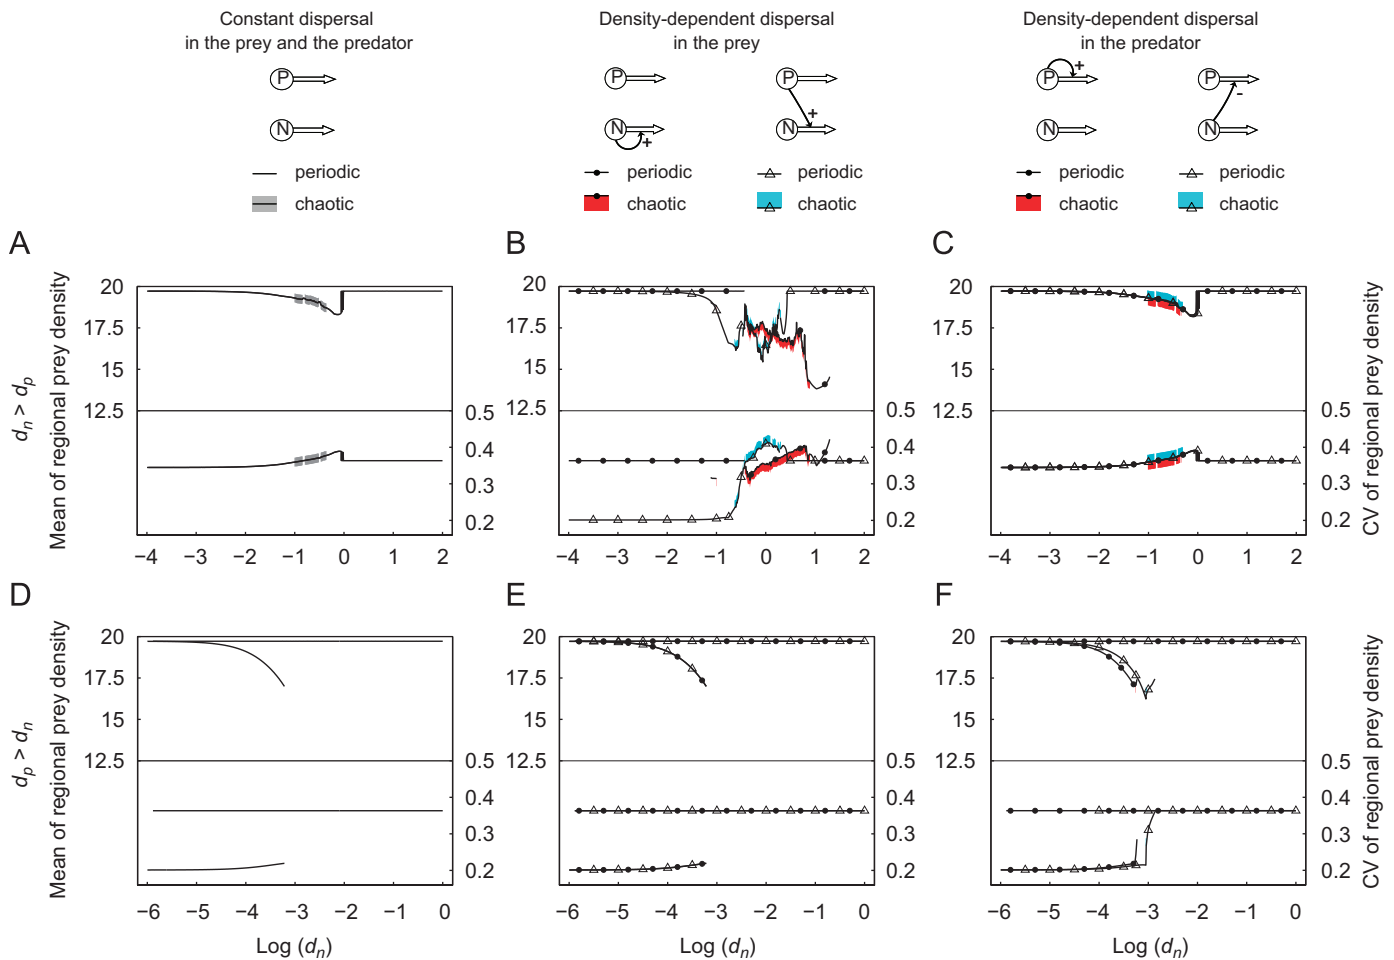 Constant dispersal
in the prey and the predator
Density-dependent dispersal
in the prey
Density-dependent dispersal
in the predator
P
P
P
P
+
+
-
N
N
N
N
+
+
periodic
periodic
periodic
periodic
periodic
chaotic
chaotic
chaotic
chaotic
chaotic
A
B
C
dn > dp
Mean of regional prey density
20
17.5
15
12.5
0.5
0.4
0.3
0.2
−4 −3 −2 −1 0 1 2
20
17.5
15
12.5
0.5
0.4
0.3
0.2
−4 −3 −2 −1 0 1 2
20
17.5
15
12.5
0.5
0.4
0.3
0.2
−4 −3 −2 −1 0 1 2
CV of regional prey density
D
E
F
dp > dn
Mean of regional prey density
20
17.5
15
12.5
0.5
0.4
0.3
0.2
−6 −5 −4 −3 −2 −1 0
Log (dn)
20
17.5
15
12.5
0.5
0.4
0.3
0.2
−6 −5 −4 −3 −2 −1 0
Log (dn)
20
17.5
15
12.5
0.5
0.4
0.3
0.2
−6 −5 −4 −3 −2 −1 0
Log (dn)
CV of regional prey density